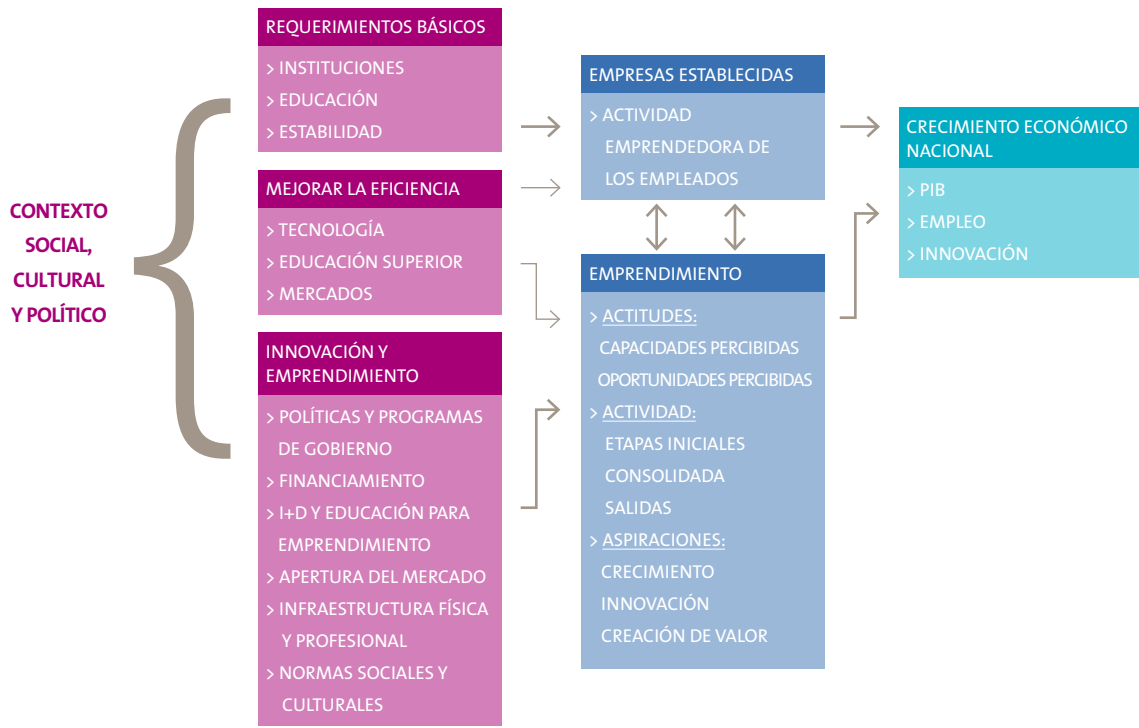 CONTEXTO
SOCIAL,
CULTURAL
Y POLÍTICO
REQUERIMIENTOS BÁSICOS
> INSTITUCIONES
> EDUCACIÓN
> ESTABILIDAD
MEJORAR LA EFICIENCIA
> TECNOLOGÍA
> EDUCACIÓN SUPERIOR
> MERCADOS
INNOVACIÓN Y
EMPRENDIMIENTO
> POLÍTICAS Y PROGRAMAS
DE GOBIERNO
> FINANCIAMIENTO
> I+D Y EDUCACIÓN PARA
EMPRENDIMIENTO
> APERTURA DEL MERCADO
> INFRAESTRUCTURA FÍSICA
Y PROFESIONAL
> NORMAS SOCIALES Y
CULTURALES
EMPRESAS ESTABLECIDAS
> ACTIVIDAD
EMPRENDEDORA DE
LOS EMPLEADOS
EMPRENDIMIENTO
> ACTITUDES:
CAPACIDADES PERCIBIDAS
OPORTUNIDADES PERCIBIDAS
> ACTIVIDAD:
ETAPAS INICIALES
CONSOLIDADA
SALIDAS
> ASPIRACIONES:
CRECIMIENTO
INNOVACIÓN
CREACIÓN DE VALOR
CRECIMIENTO ECONÓMICO
NACIONAL
> PIB
> EMPLEO
> INNOVACIÓN